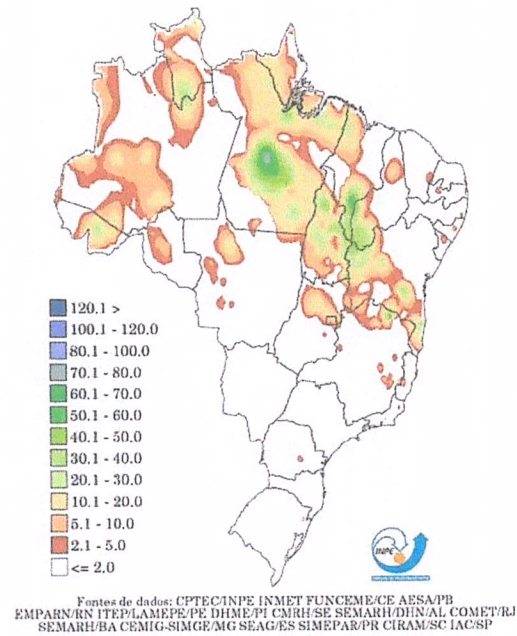 120.1 >
100.1 - 120.0
80.1 - 100.0
70.1 - 80.0
60.1 - 70.0
50.1 - 60.0
40.1 - 50.0
30.1 - 40.0
20.1 - 30.0
10.1 - 20.0
5.1 - 10.0
2.1 - 5.0
<= 2.0
INPE
Fontes de dados: CPTEC/INPE INMET FUNCEME/CE AESA/PB
EMPARN/RN ITEP/LAMEPE/PE DHME/PI CMRH/SE SEMARH/DHN/AL COMET/RJ
SEMARH/BA CEMIG-SIMGE/MG SEAG/ES SIMEPAR/PR CIRAM/SC IAC/SP